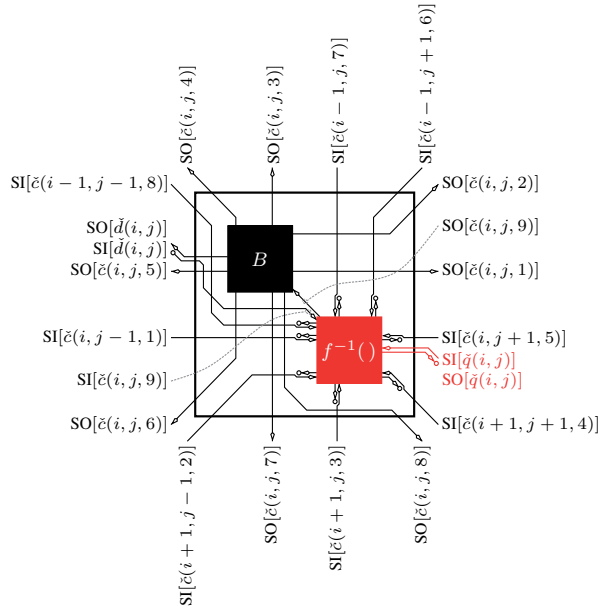 SO[č(i, j, 4)]
SO[č(i, j, 3)]
SI[č(i − 1, j, 7)]
SI[č(i − 1, j + 1, 6)]
SI[č(i − 1, j − 1, 8)]
SO[č(i, j, 2)]
SO[ď(i, j)]
SO[č(i, j, 9)]
SI[ď(i, j)]
SO[č(i, j, 5)]
B
SO[č(i, j, 1)]
SI[č(i, j − 1, 1)]
f⁻¹( )
SI[č(i, j + 1, 5)]
SI[q̌(i, j)]
SI[č(i, j, 9)]
SO[q̌(i, j)]
SO[č(i, j, 6)]
SI[č(i + 1, j + 1, 4)]
SI[č(i + 1, j − 1, 2)]
SO[č(i, j, 7)]
SI[č(i + 1, j, 3)]
SO[č(i, j, 8)]